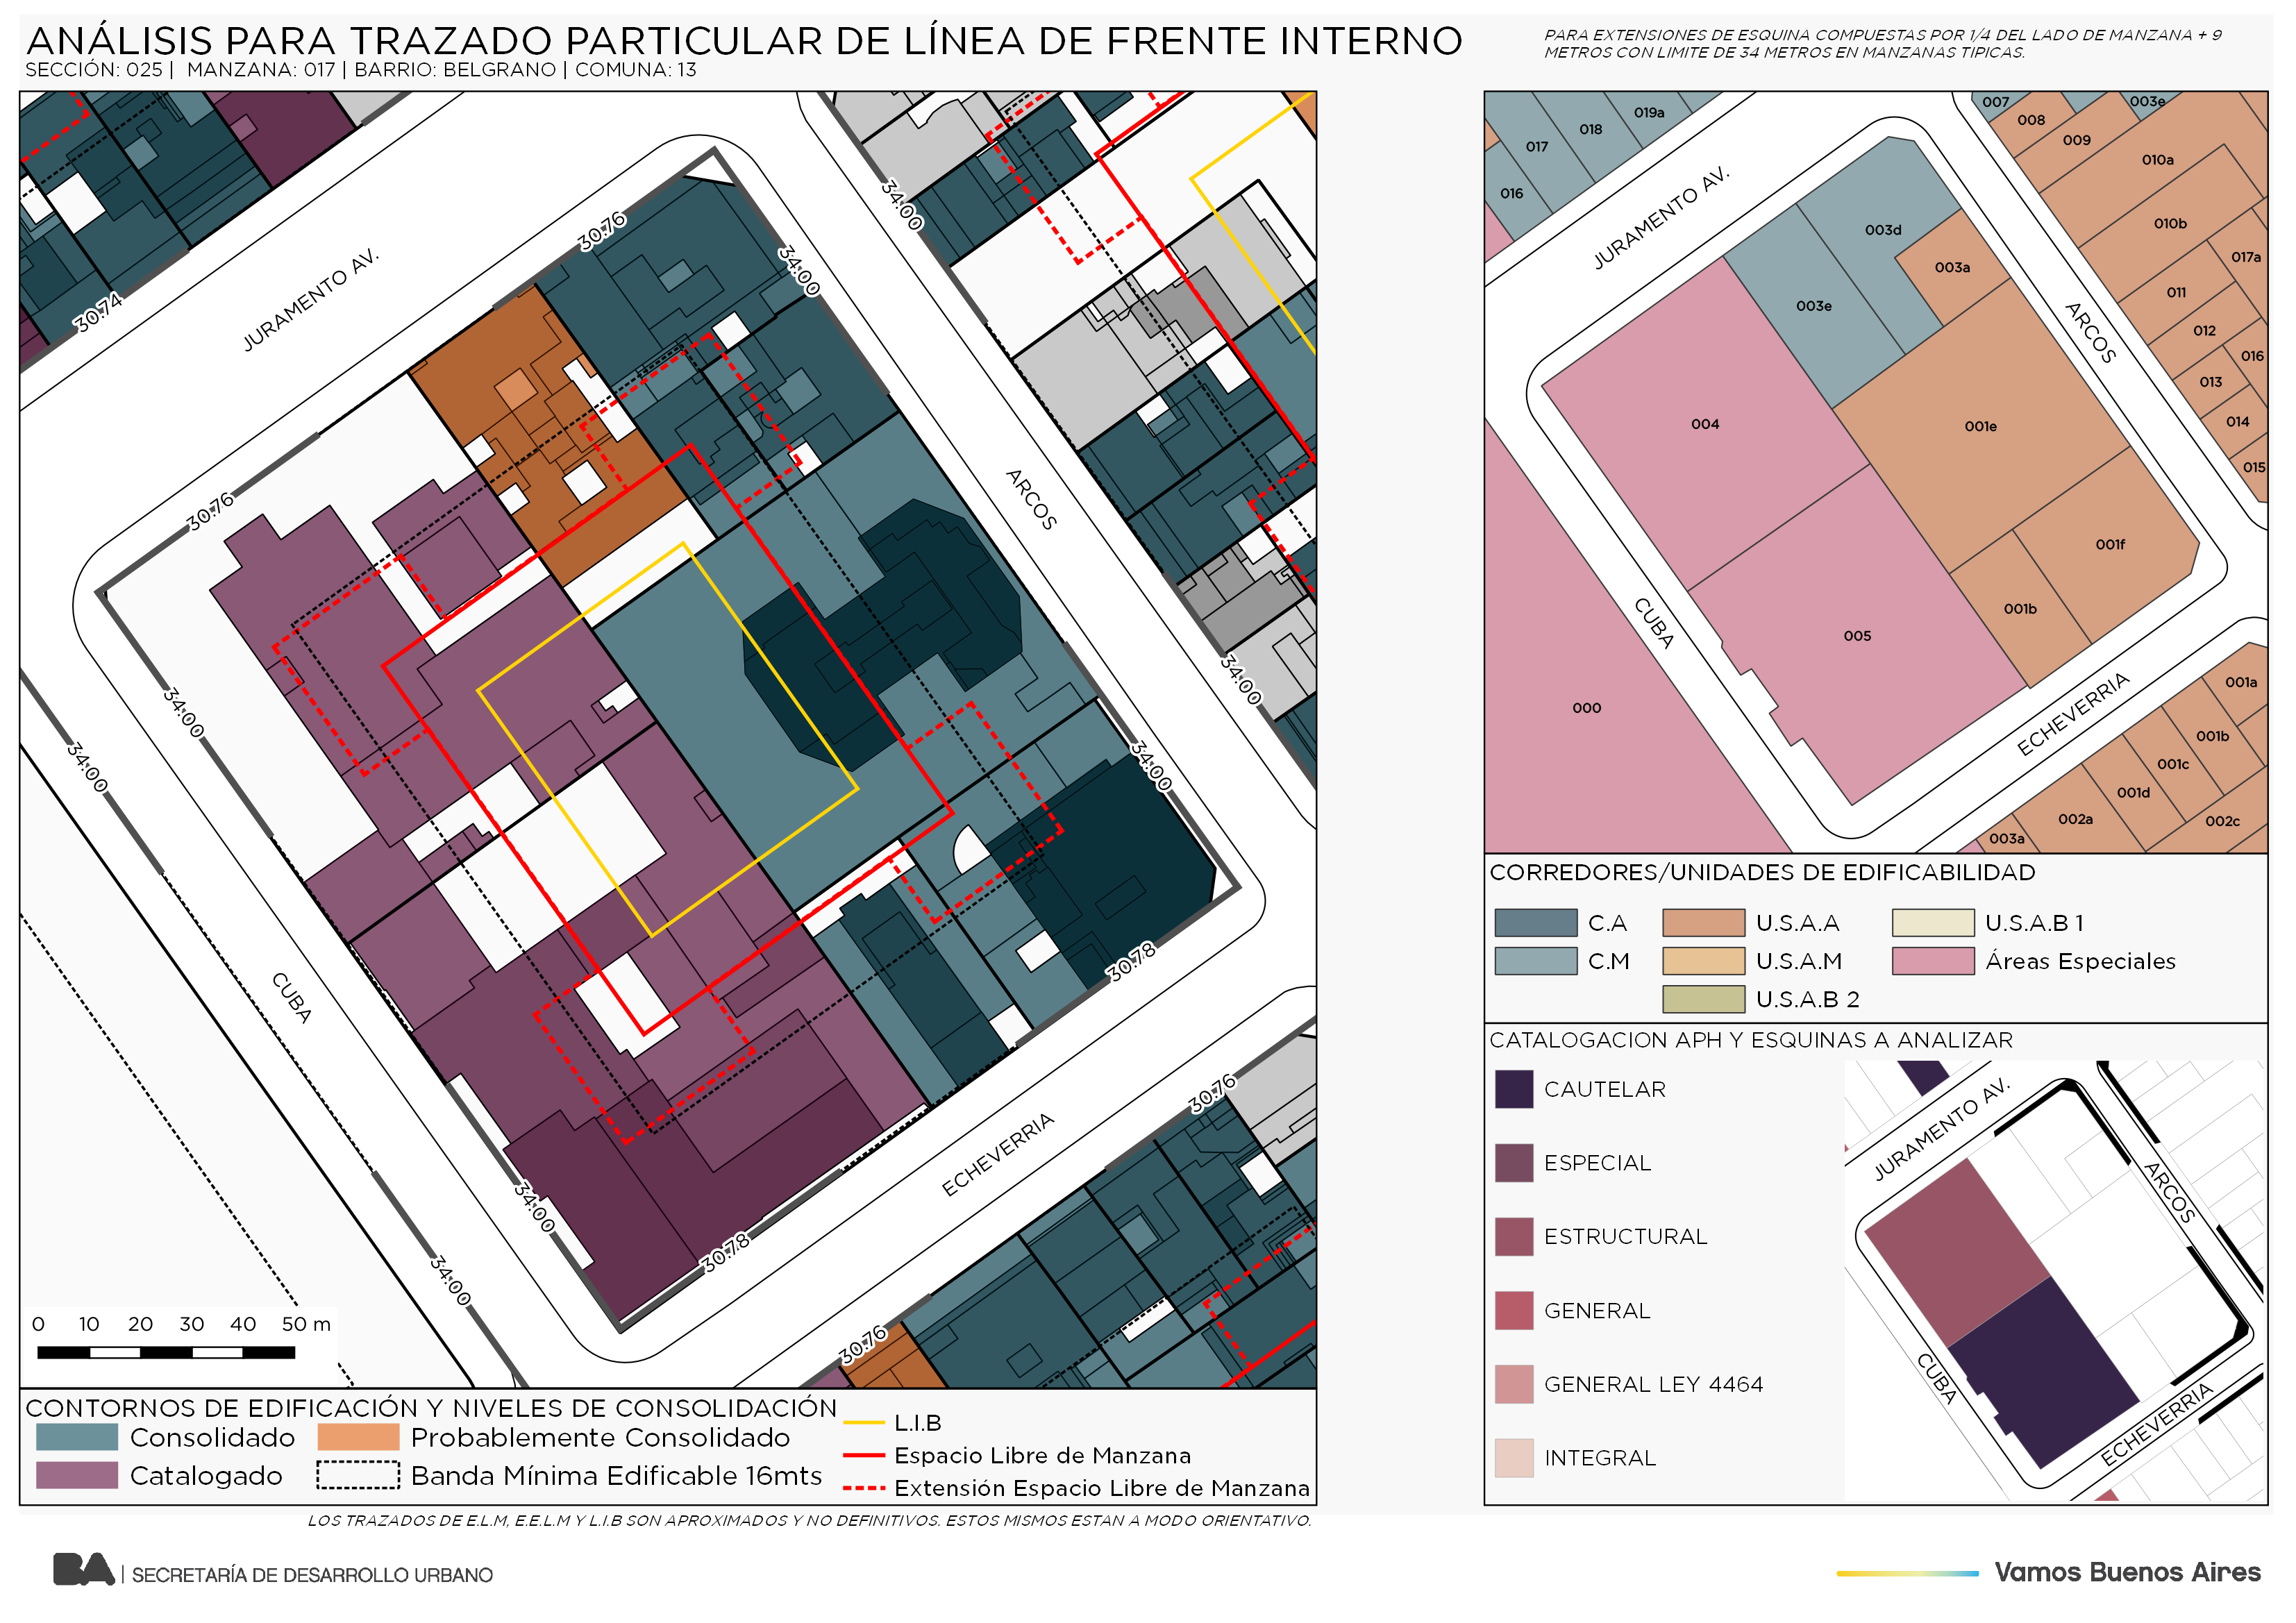 ANÁLISIS PARA TRAZADO PARTICULAR DE LÍNEA DE FRENTE INTERNO
SECCIÓN: 025 | MANZANA: 017 | BARRIO: BELGRANO | COMUNA: 13
PARA EXTENSIONES DE ESQUINA COMPUESTAS POR 1/4 DEL LADO DE MANZANA + 9
METROS CON LIMITE DE 34 METROS EN MANZANAS TIPICAS.
30.74
JURAMENTO AV.
30.76
34.00
34.00
30.76
34.00
34.00
ARCOS
34.00
34.00
30.78
CUBA
34.00
30.78
ECHEVERRIA
30.76
34.00
30.76
0 10 20 30 40 50 m
CONTORNOS DE EDIFICACIÓN Y NIVELES DE CONSOLIDACIÓN
Consolidado
Probablemente Consolidado
Catalogado
Banda Mínima Edificable 16mts
L.I.B
Espacio Libre de Manzana
Extensión Espacio Libre de Manzana
LOS TRAZADOS DE E.L.M, E.E.L.M Y L.I.B SON APROXIMADOS Y NO DEFINITIVOS. ESTOS MISMOS ESTAN A MODO ORIENTATIVO.
016
017
018
019a
JURAMENTO AV.
007
003e
008
009
010a
010b
017a
011
012
016
013
014
015
003d
003a
003e
004
001e
ARCOS
001f
001b
005
CUBA
000
ECHEVERRIA
001a
001b
001c
001d
002a
002c
003a
CORREDORES/UNIDADES DE EDIFICABILIDAD
C.A
U.S.A.A
U.S.A.B 1
C.M
U.S.A.M
Áreas Especiales
U.S.A.B 2
CATALOGACION APH Y ESQUINAS A ANALIZAR
CAUTELAR
ESPECIAL
ESTRUCTURAL
GENERAL
GENERAL LEY 4464
INTEGRAL
JURAMENTO AV.
ARCOS
CUBA
ECHEVERRIA
BA | SECRETARÍA DE DESARROLLO URBANO
Vamos Buenos Aires